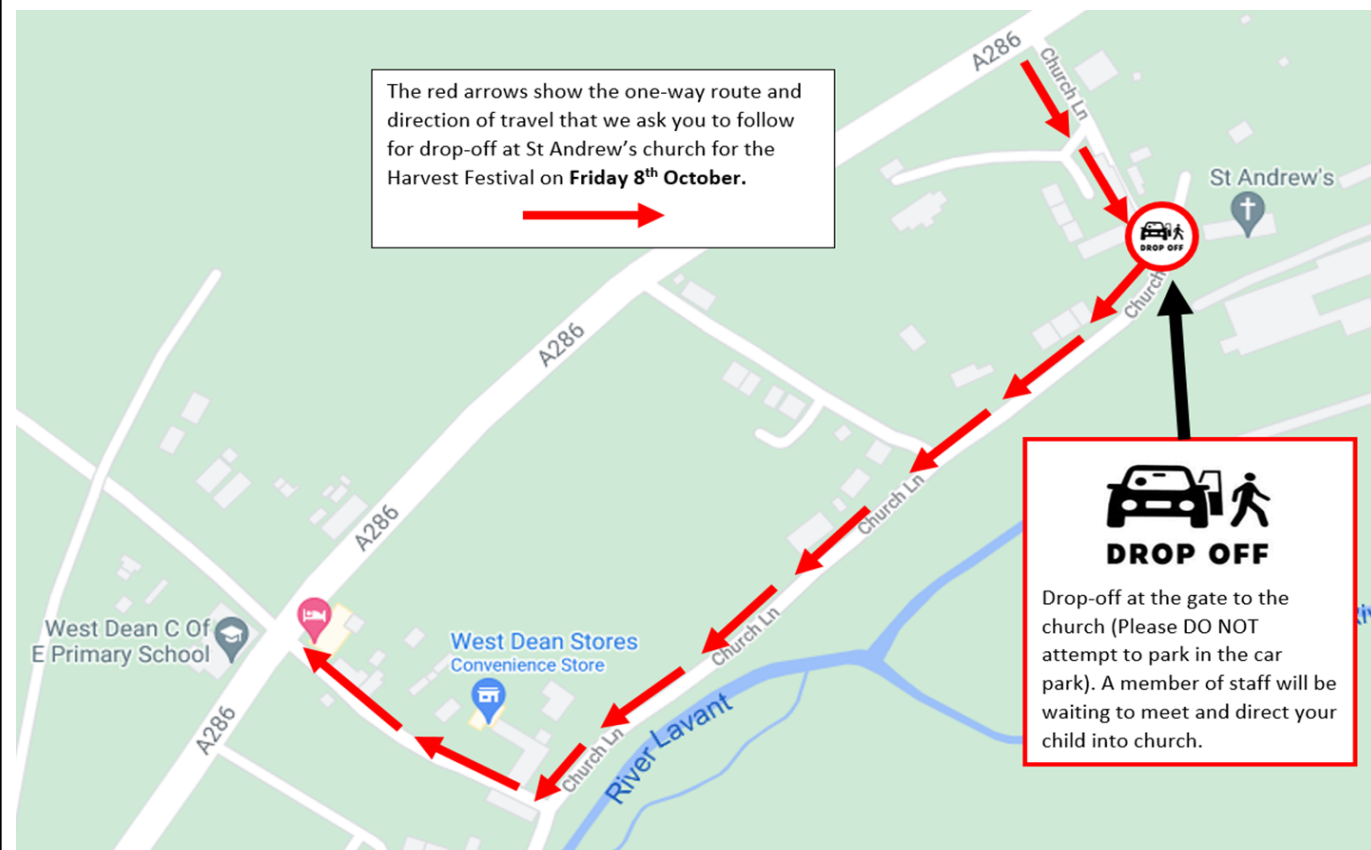 A286
Church Ln
The red arrows show the one-way route and
direction of travel that we ask you to follow
for drop-off at St Andrew's church for the
Harvest Festival on Friday 8th October.
St Andrew's
DROP OFF
Church
A286
Church Ln
A286
DROP OFF
Drop-off at the gate to the
church (Please DO NOT
attempt to park in the car
park). A member of staff will be
waiting to meet and direct your
child into church.
West Dean C Of
E Primary School
West Dean Stores
Convenience Store
Church Ln
A286
Church Ln
River Lavant